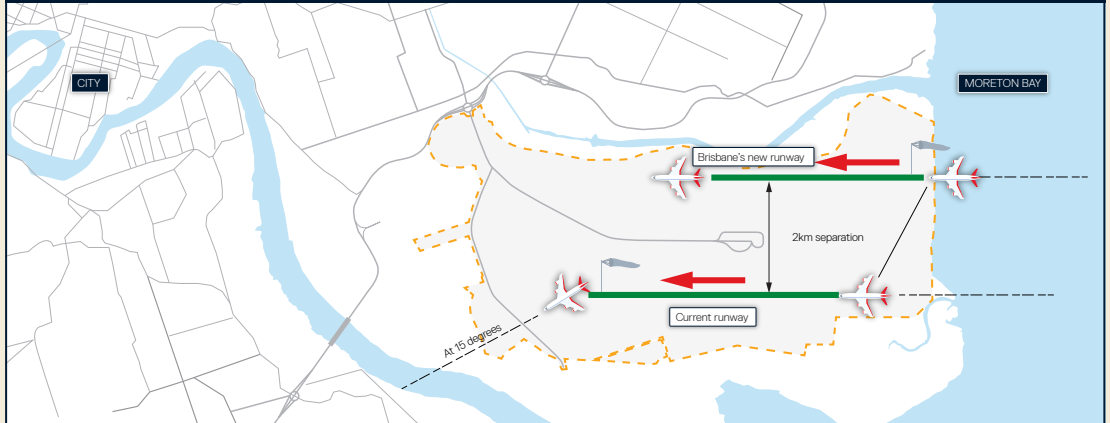 CITY
MORETON BAY
Brisbane's new runway
2km separation
Current runway
At 15 degrees